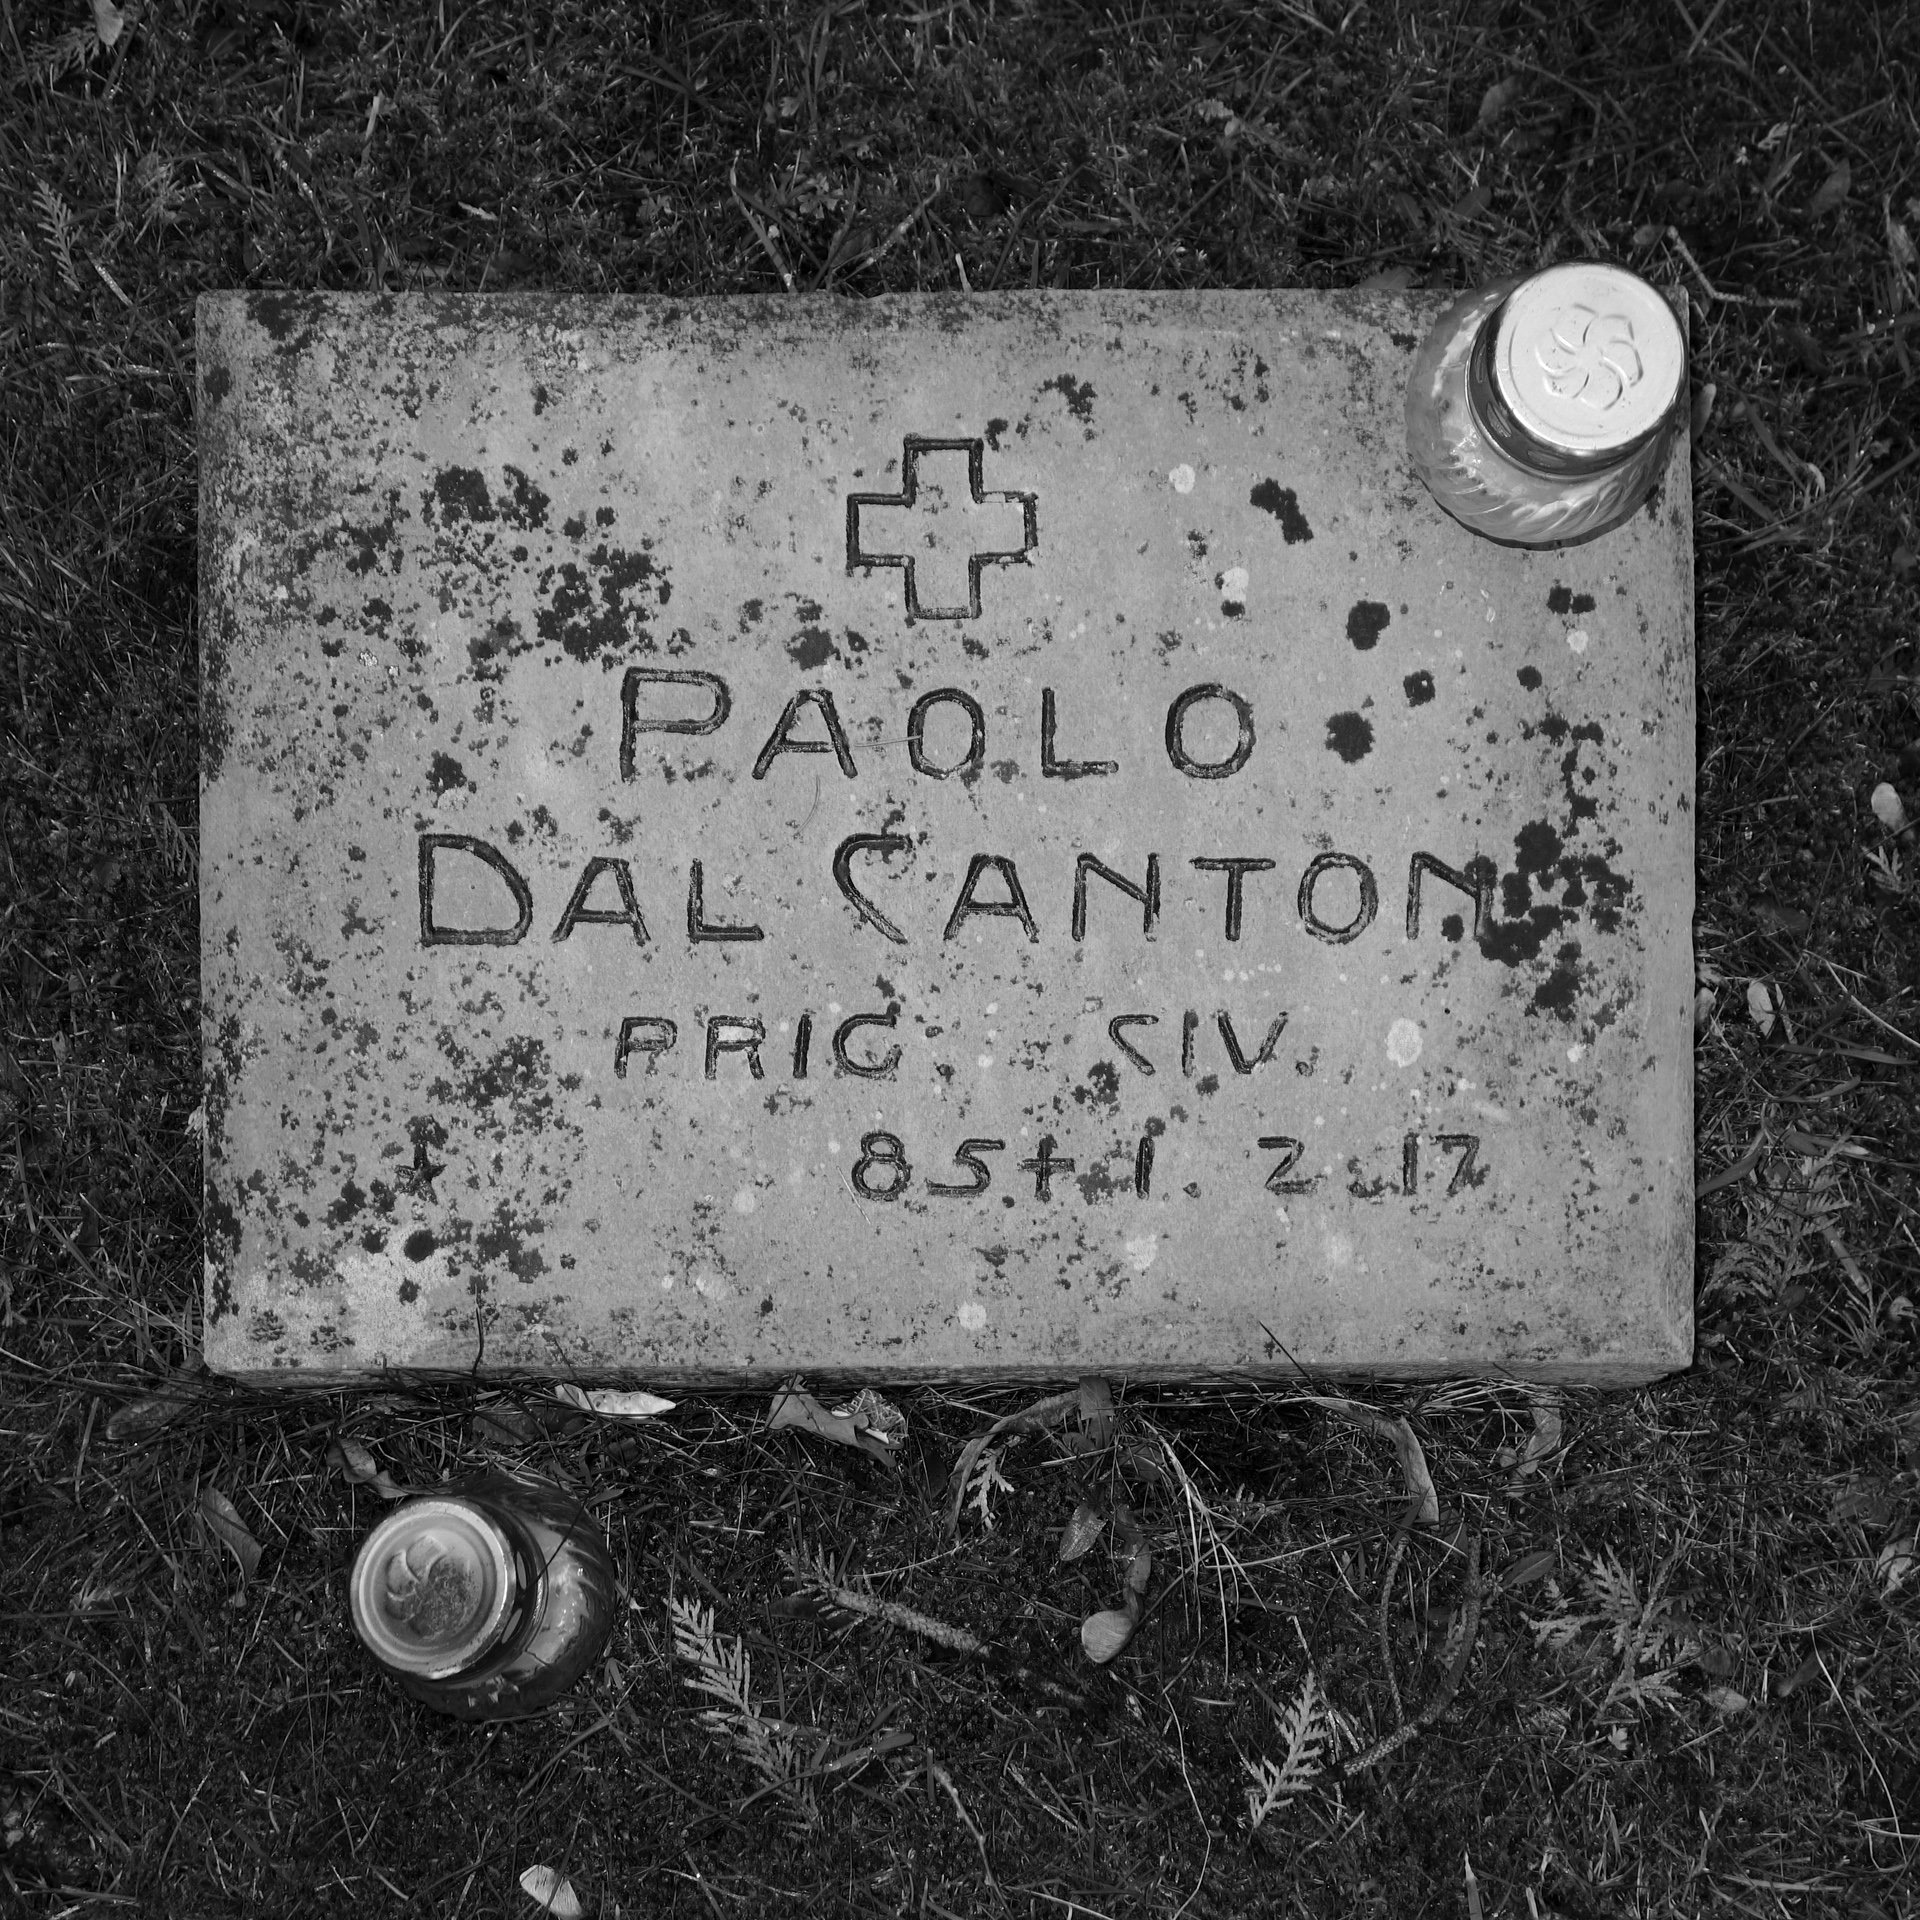 PAOLO
DAL CANTON
PRIG CIV.
★ 85 + 1. 2. 17